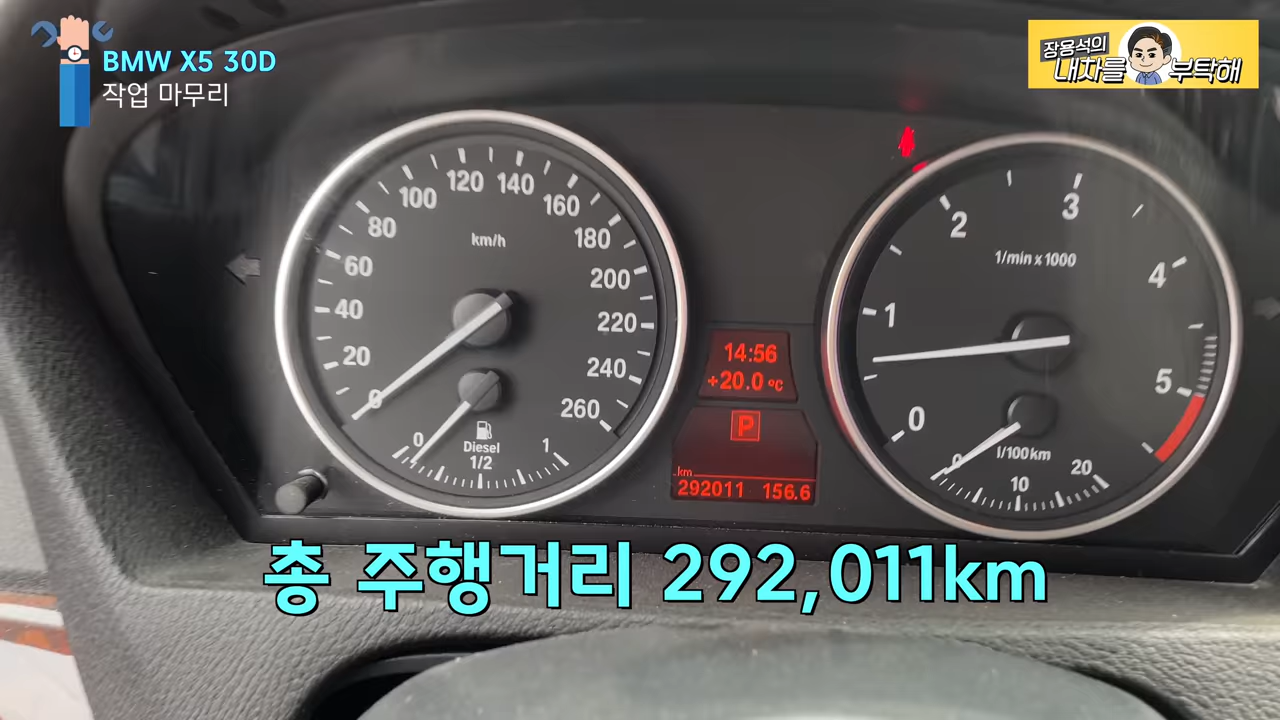 BMW X5 30D
작업 마무리
장용석의
내차를 부탁해
0 20 40 60 80 100 120 140 160 180 200 220 240 260
km/h
0 1/2 1
Diesel
14:56
+20.0 °C
P
km
292011 156.6
0 1 2 3 4 5
1/min x 1000
l/100km
0 10 20
총 주행거리 292,011km